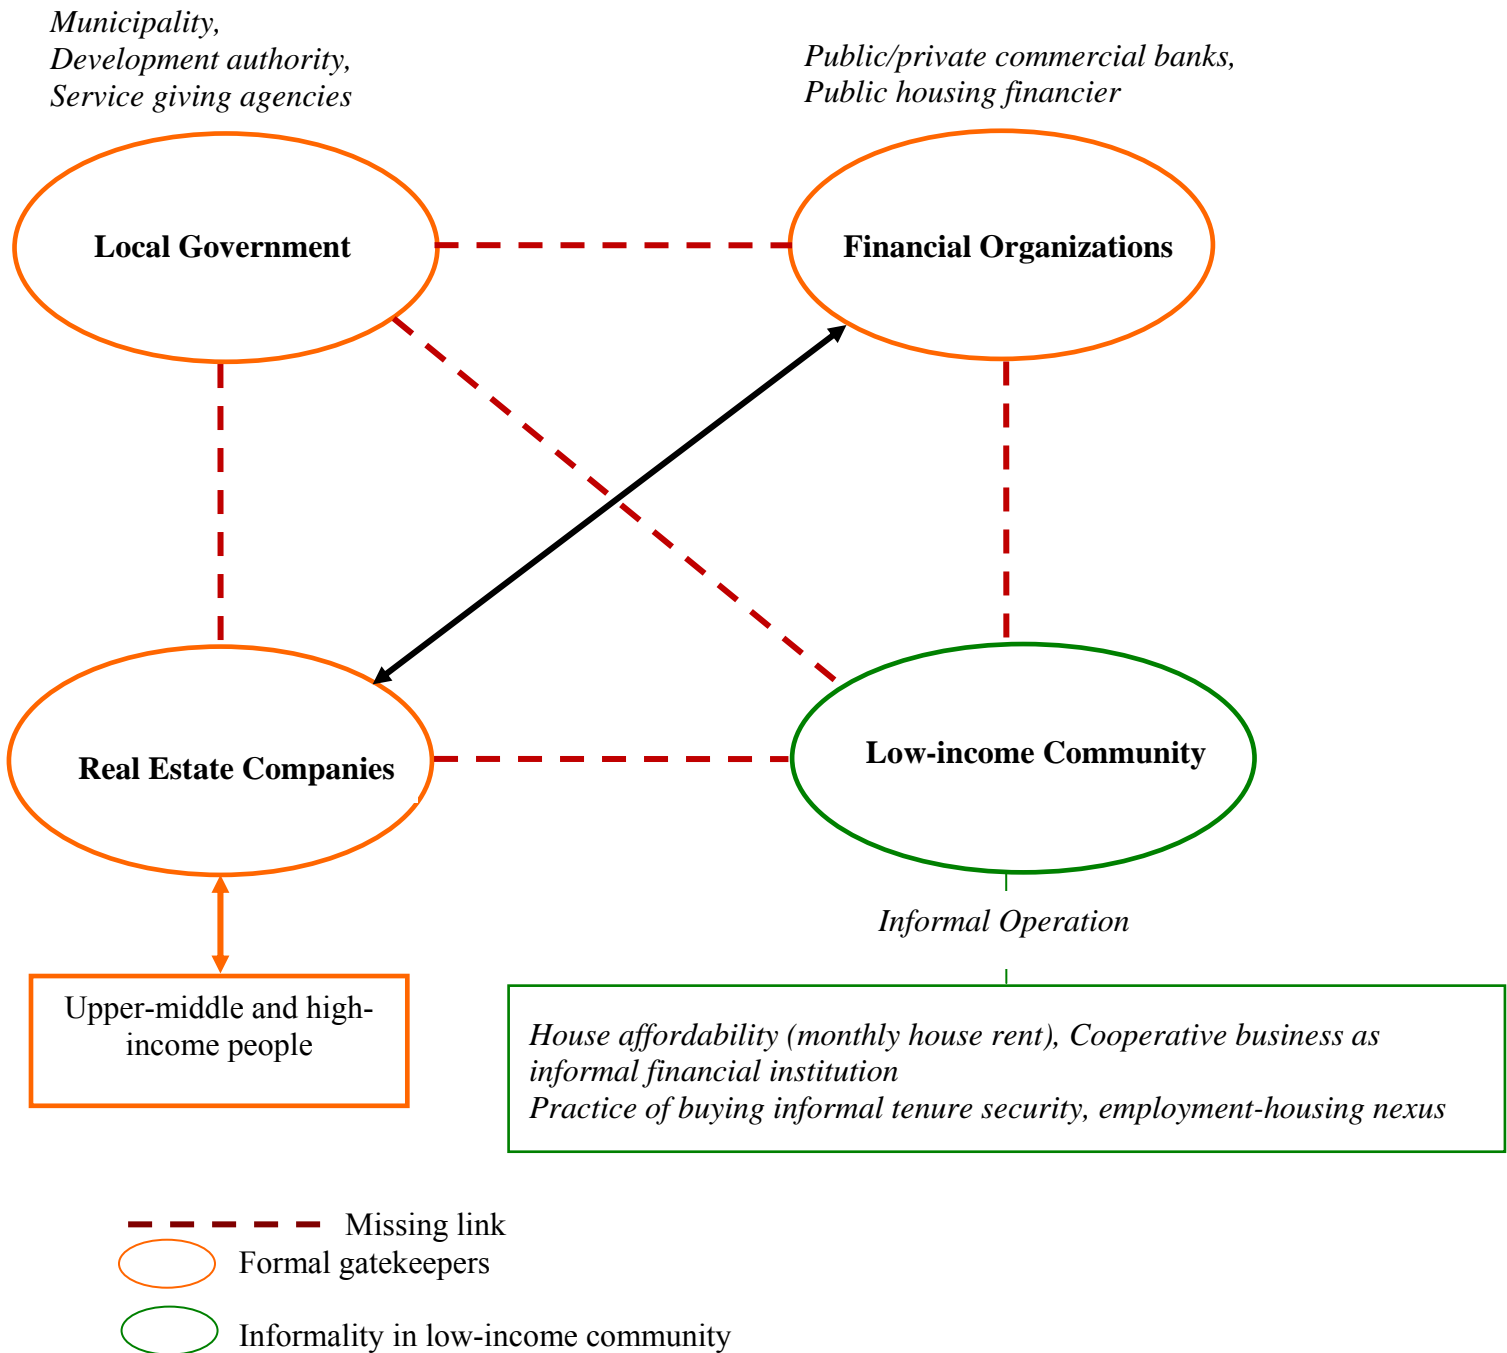 Municipality,
Development authority,
Service giving agencies
Public/private commercial banks,
Public housing financier
Local Government
Financial Organizations
Real Estate Companies
Low-income Community
Informal Operation
Upper-middle and high-
income people
House affordability (monthly house rent), Cooperative business as
informal financial institution
Practice of buying informal tenure security, employment-housing nexus
Missing link
Formal gatekeepers
Informality in low-income community